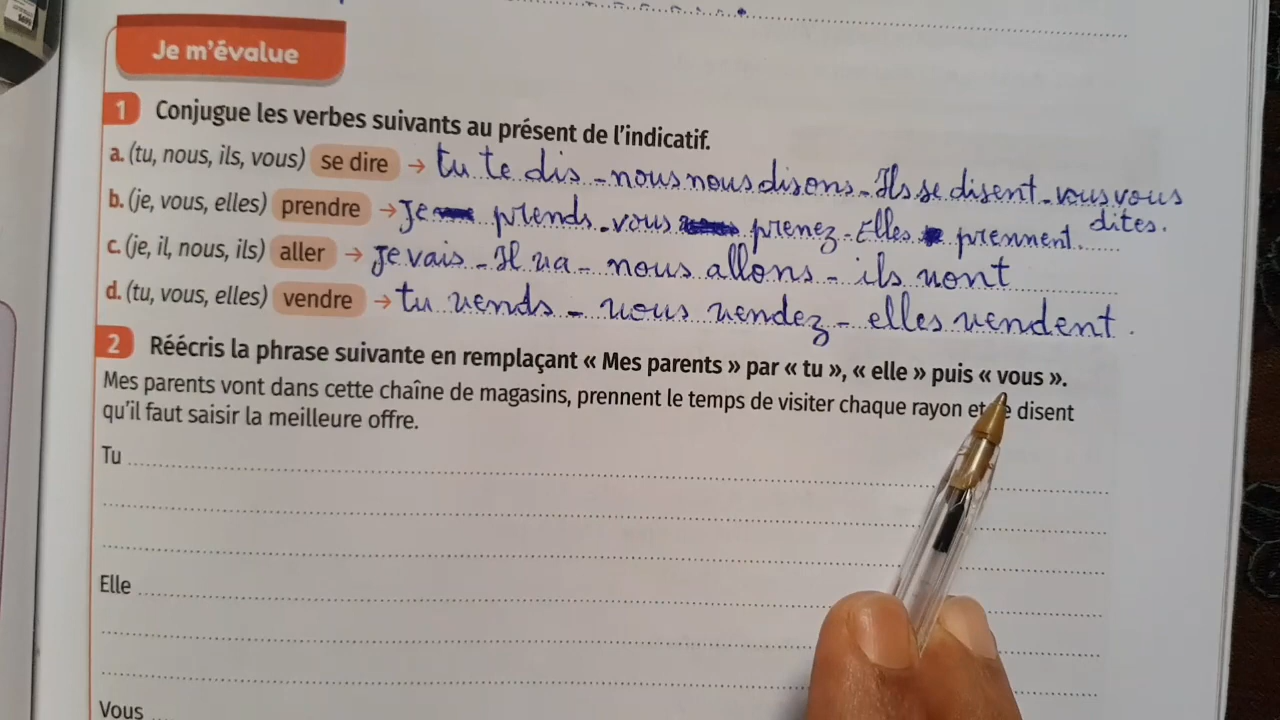 Je m'évalue
1 Conjugue les verbes suivants au présent de l'indicatif.
a. (tu, nous, ils, vous) se dire → tu te dis - nous nous disons - Ils se disent - vous vous
dites.
b. (je, vous, elles) prendre → Je prends - vous prenez - Elles prennent.
c. (je, il, nous, ils) aller → Je vais - Il va - nous allons - ils vont
d. (tu, vous, elles) vendre → tu vends - vous vendez - elles vendent.
2 Réécris la phrase suivante en remplaçant « Mes parents » par « tu », « elle » puis « vous ».
Mes parents vont dans cette chaîne de magasins, prennent le temps de visiter chaque rayon et disent
qu'il faut saisir la meilleure offre.
Tu
Elle
Vous